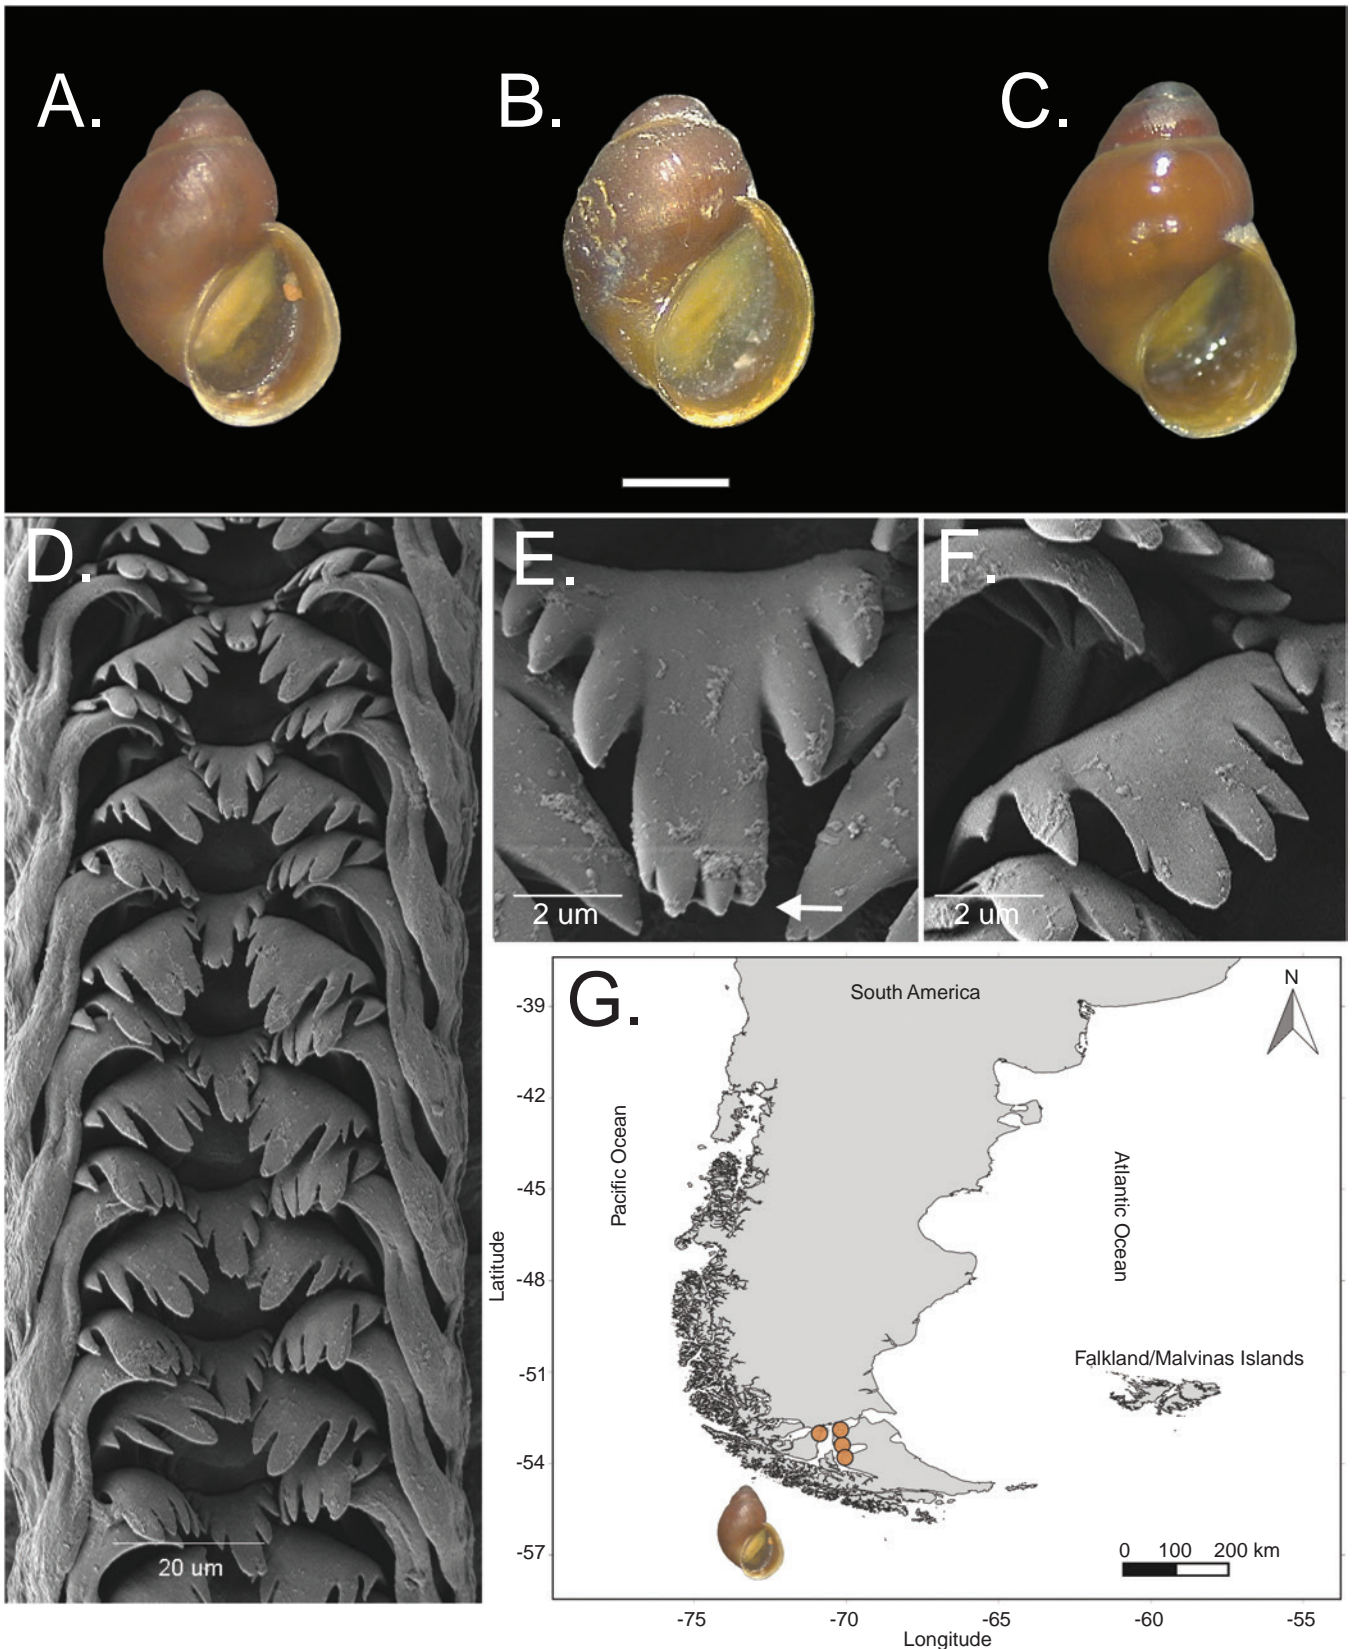 A.
B.
C.
D.
20 um
E.
2 um
F.
2 um
G.
South America
N
Pacific Ocean
Atlantic Ocean
Falkland/Malvinas Islands
Latitude
-39
-42
-45
-48
-51
-54
-57
0 100 200 km
-75 -70 -65 -60 -55
Longitude